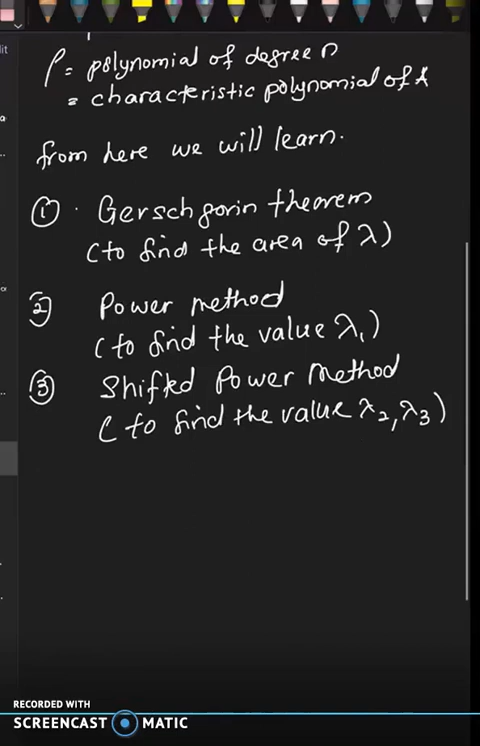 P = polynomial of degree n
= characteristic polynomial of A
from here we will learn.
① Gerschgorin theorem
(to find the area of λ)
② Power method
(to find the value λ₁)
③ Shifted Power Method
( to find the value λ₂, λ₃)
RECORDED WITH
SCREENCAST MATIC